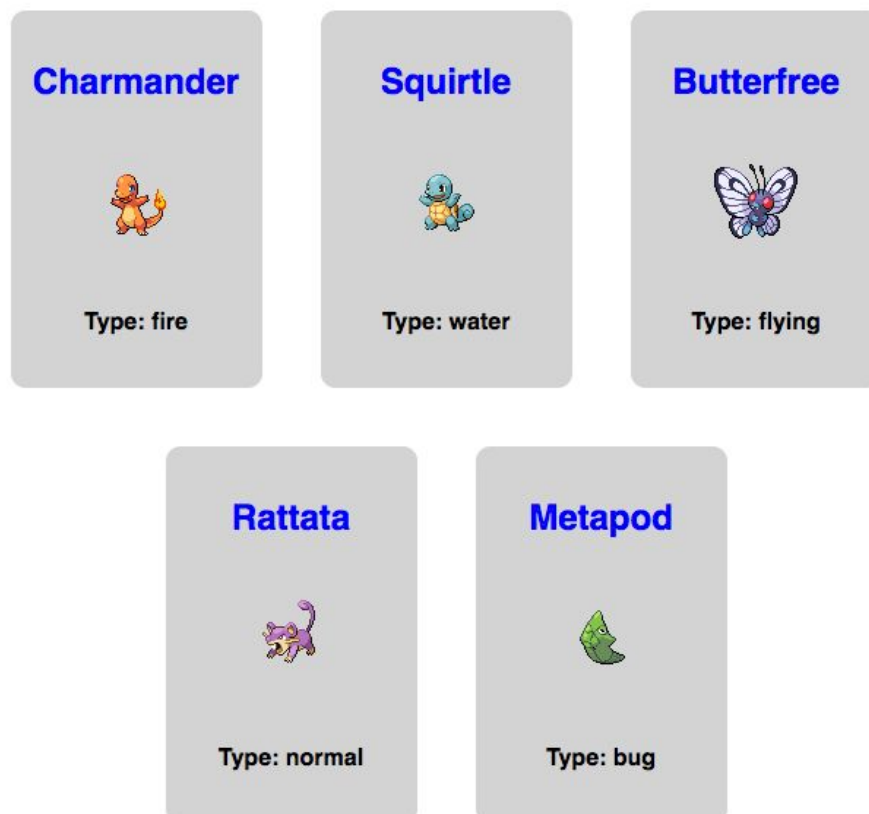 Charmander
Squirtle
Butterfree
Type: fire
Type: water
Type: flying
Rattata
Metapod
Type: normal
Type: bug